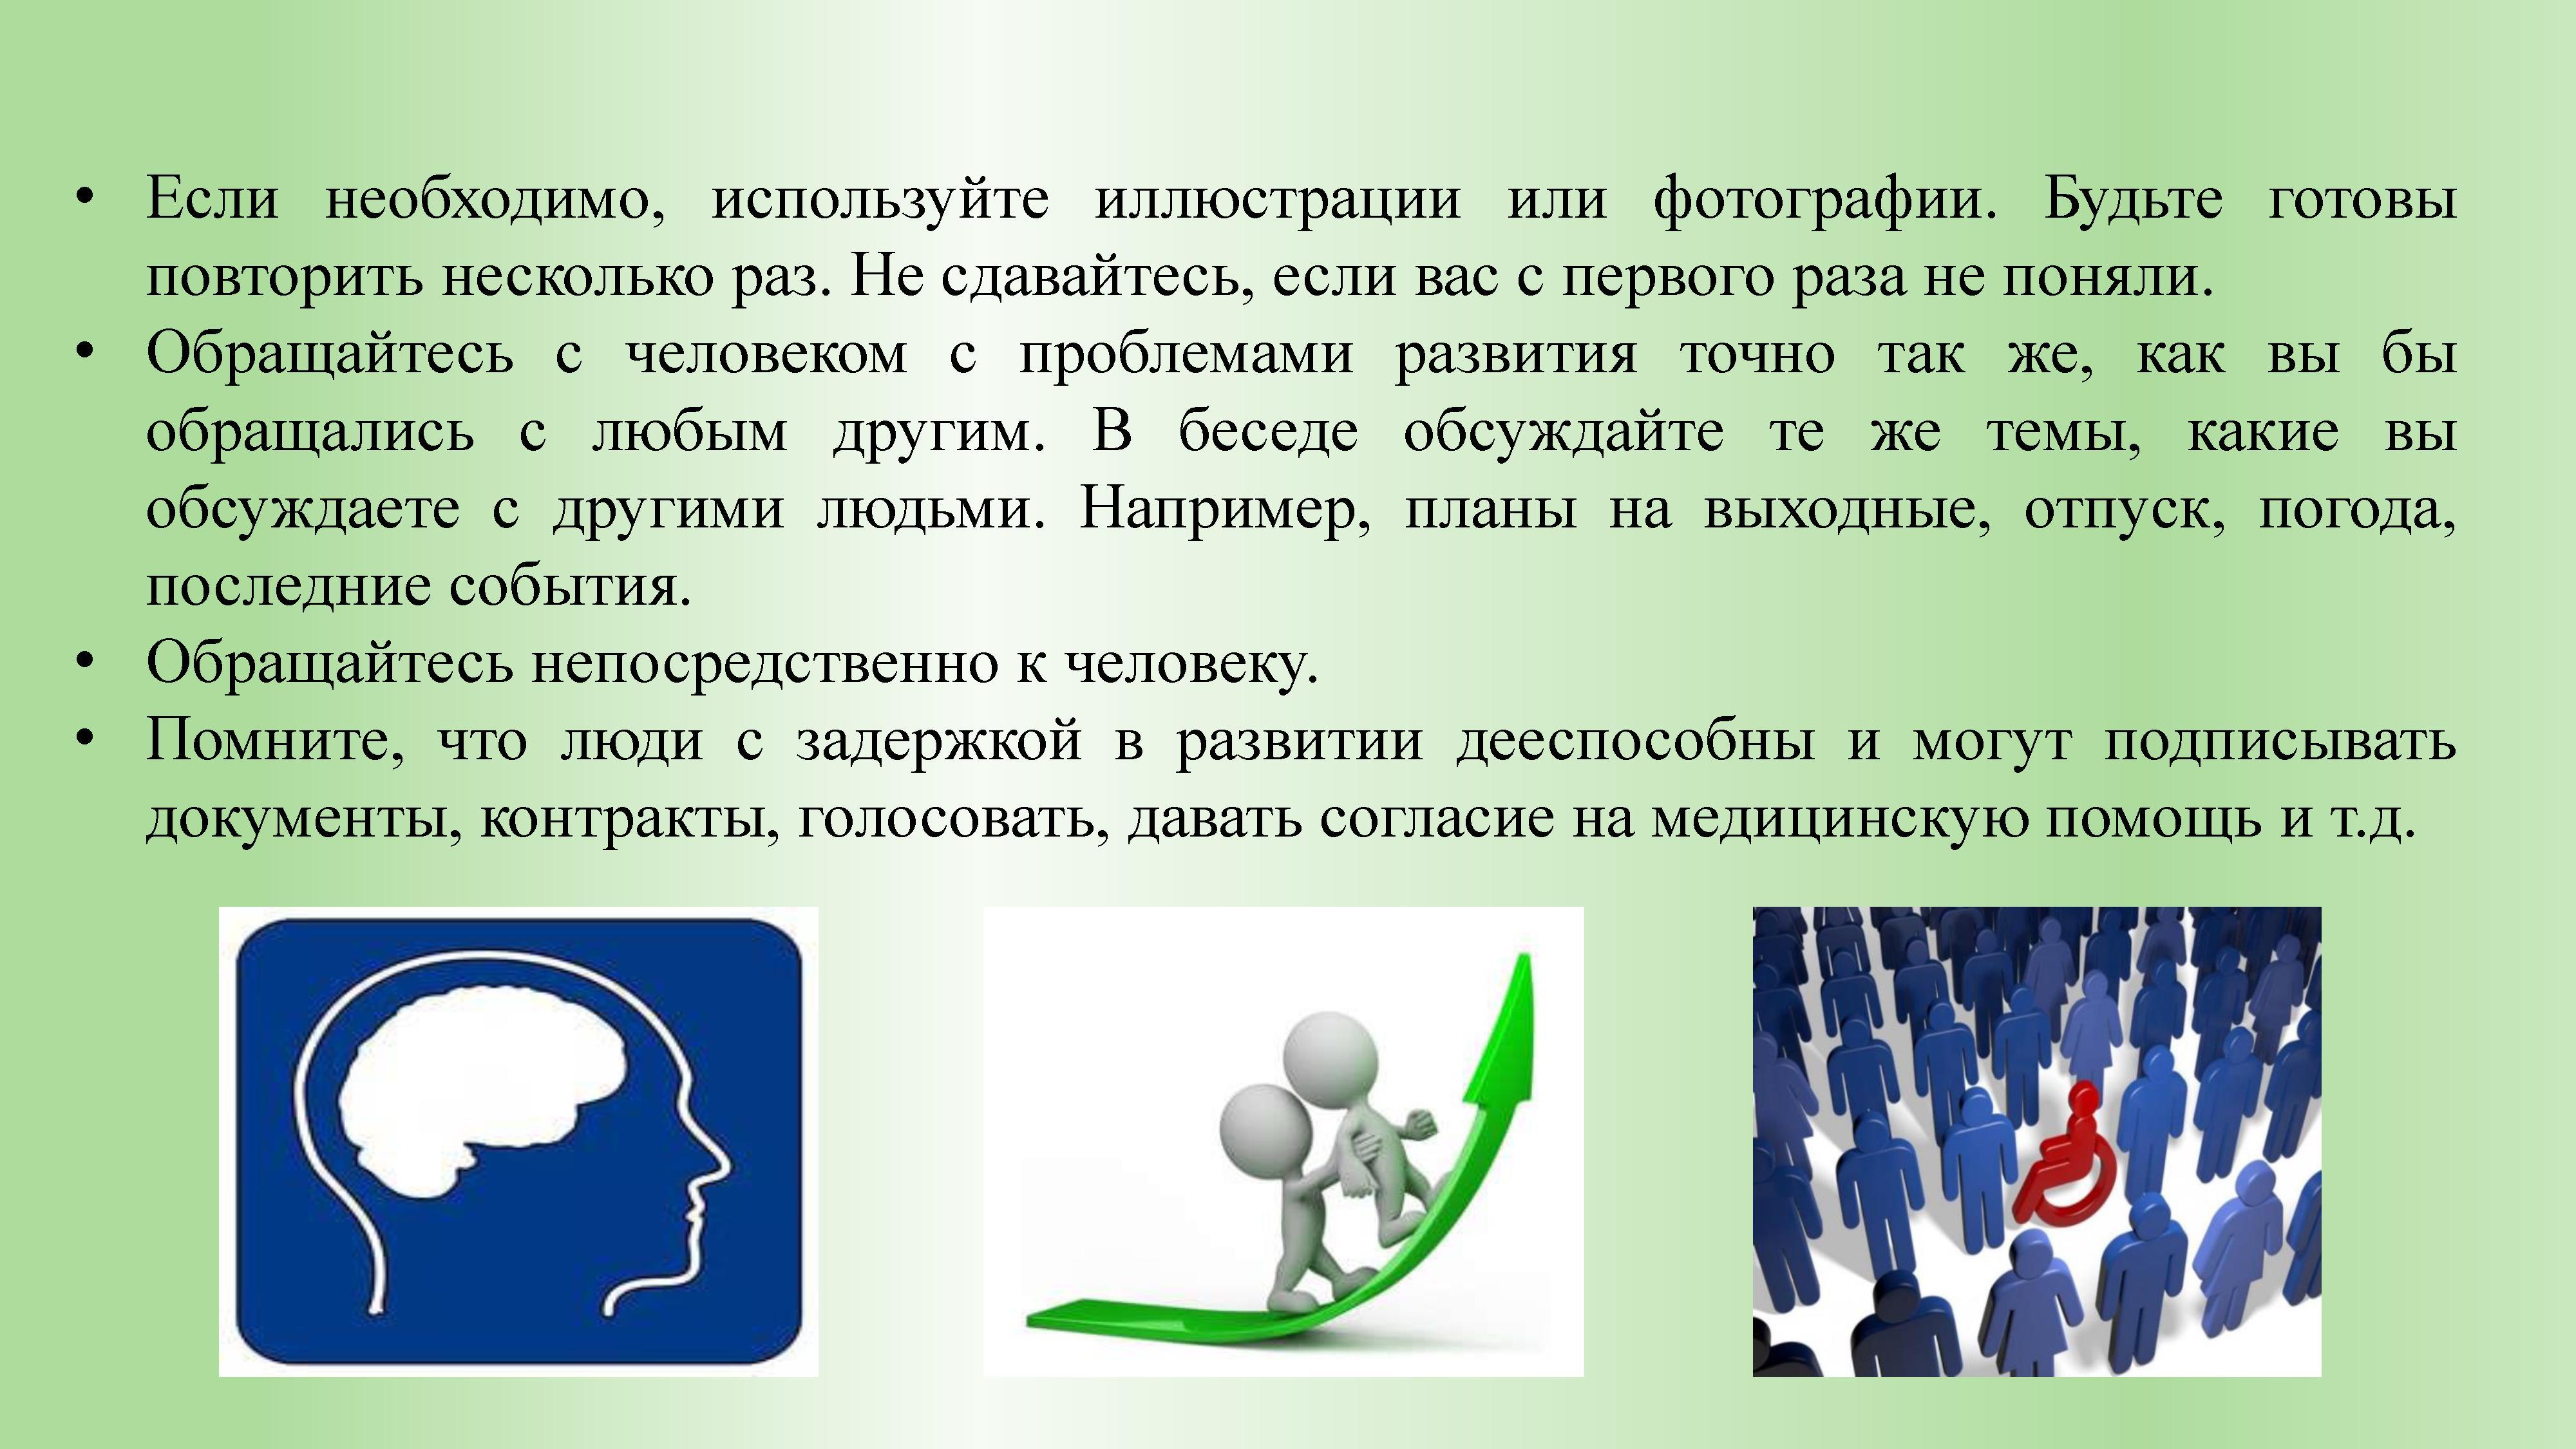 • Если необходимо, используйте иллюстрации или фотографии. Будьте готовы
повторить несколько раз. Не сдавайтесь, если вас с первого раза не поняли.
• Обращайтесь с человеком с проблемами развития точно так же, как вы бы
обращались с любым другим. В беседе обсуждайте те же темы, какие вы
обсуждаете с другими людьми. Например, планы на выходные, отпуск, погода,
последние события.
• Обращайтесь непосредственно к человеку.
• Помните, что люди с задержкой в развитии дееспособны и могут подписывать
документы, контракты, голосовать, давать согласие на медицинскую помощь и т.д.